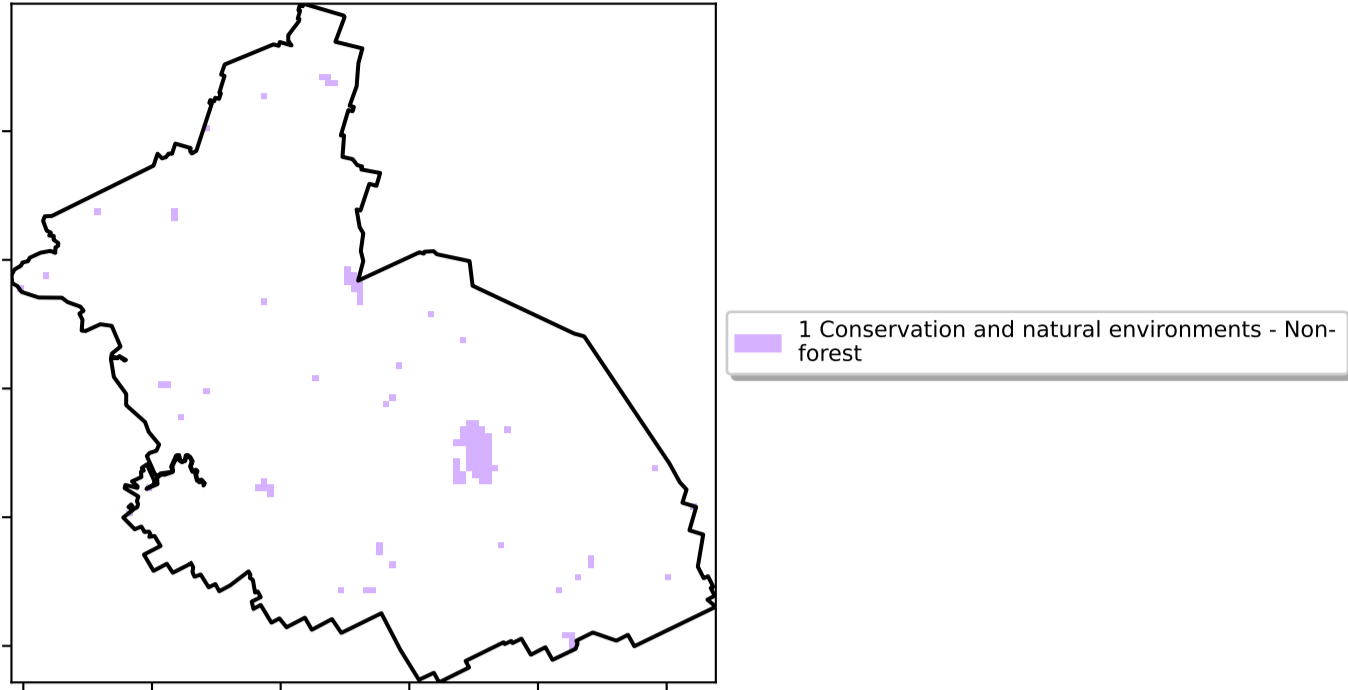 1 Conservation and natural environments - Non-
forest